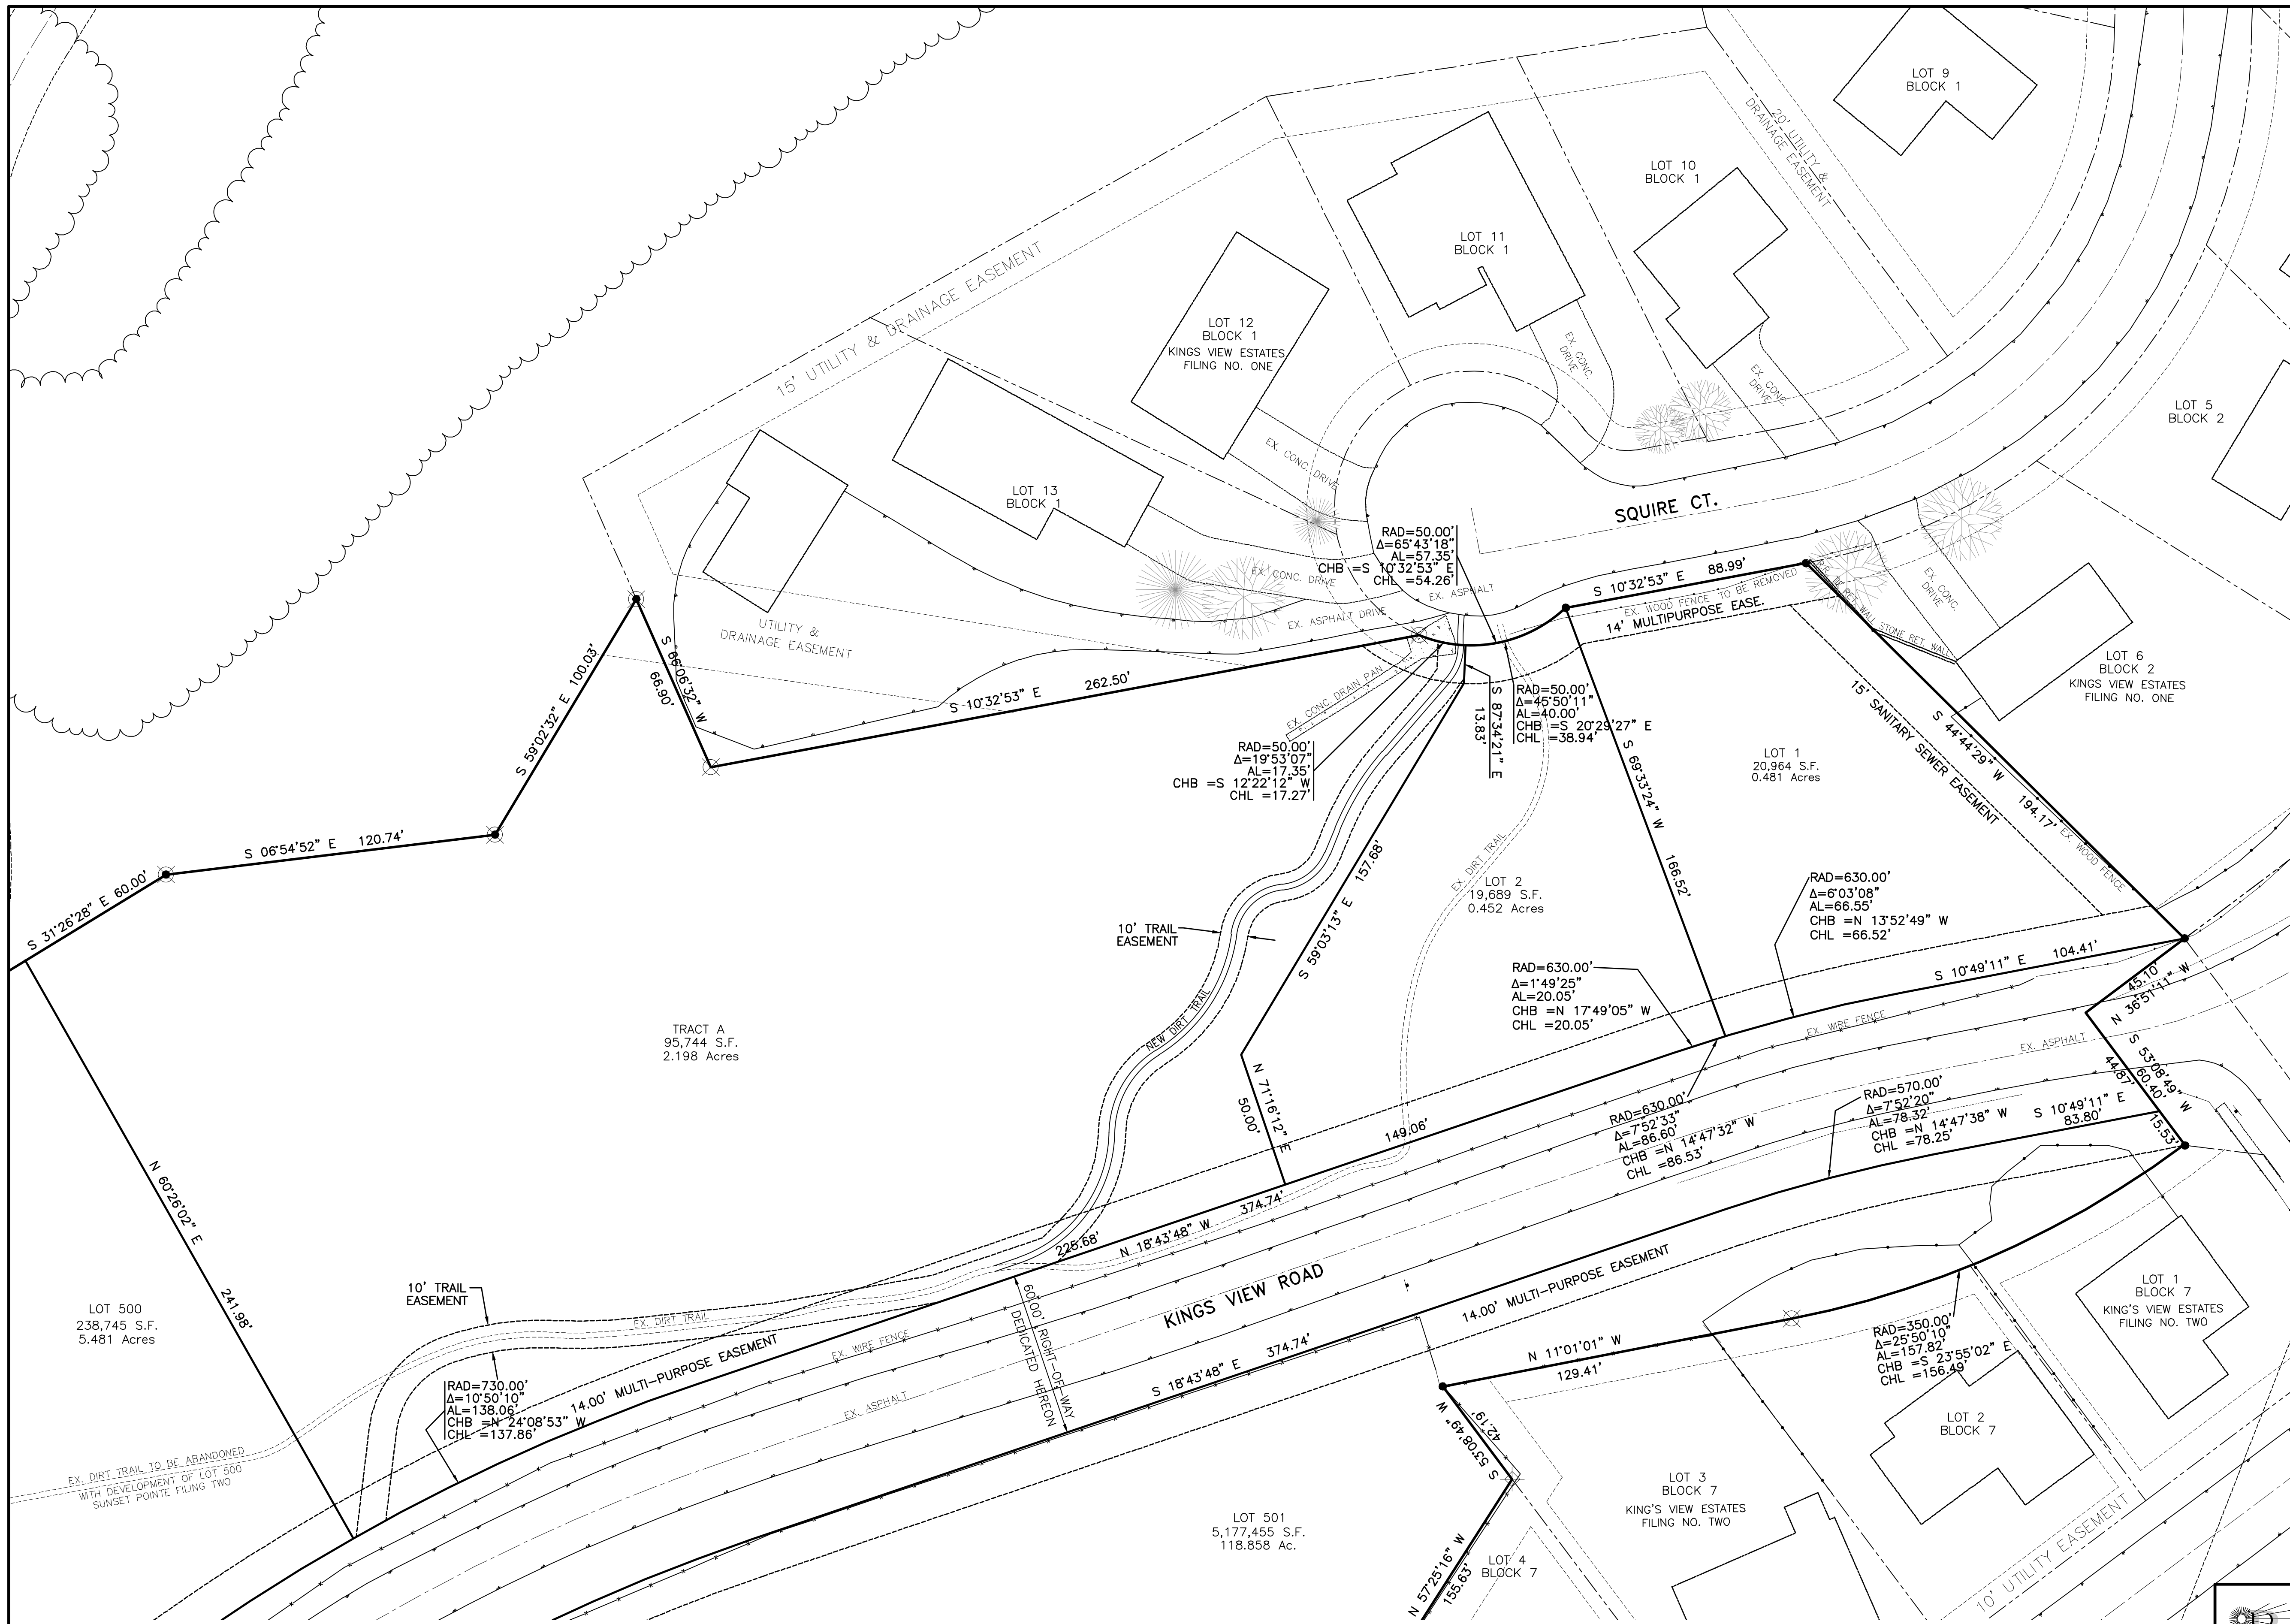 LOT 9
BLOCK 1
20' UTILITY &
DRAINAGE EASEMENT
LOT 10
BLOCK 1
LOT 11
BLOCK 1
LOT 12
BLOCK 1
KINGS VIEW ESTATES
FILING NO. ONE
15' UTILITY & DRAINAGE EASEMENT
EX. CONC.
DRIVE
EX. CONC.
DRIVE
LOT 5
BLOCK 2
EX. CONC. DRIVE
LOT 13
BLOCK 1
SQUIRE CT.
RAD=50.00'
Δ=65°43'18"
AL=57.35'
CHB =S 10°32'53" E
CHL =54.26'
EX. CONC. DRIVE
EX. ASPHALT
EX. ASPHALT DRIVE
S 10°32'53" E 88.99'
EX. WOOD FENCE TO BE REMOVED
14' MULTIPURPOSE EASE.
R.R. TIE RET. WALL
STONE RET. WALL
EX. CONC.
DRIVE
LOT 6
BLOCK 2
KINGS VIEW ESTATES
FILING NO. ONE
UTILITY &
DRAINAGE EASEMENT
S 66°06'32" W
66.90'
S 59°02'32" E 100.03'
S 10°32'53" E 262.50'
EX. CONC. DRAIN PAN
S 87°34'21" E
13.83'
RAD=50.00'
Δ=45°50'11"
AL=40.00'
CHB =S 20°29'27" E
CHL =38.94'
RAD=50.00'
Δ=19°53'07"
AL=17.35'
CHB =S 12°22'12" W
CHL =17.27'
S 69°33'24" W
166.52'
LOT 1
20,964 S.F.
0.481 Acres
15' SANITARY SEWER EASEMENT
S 44°44'29" W
194.17'
EX. WOOD FENCE
S 06°54'52" E 120.74'
S 31°26'28" E 60.00'
S 59°03'13" E 157.68'
EX. DIRT TRAIL
LOT 2
19,689 S.F.
0.452 Acres
RAD=630.00'
Δ=6°03'08"
AL=66.55'
CHB =N 13°52'49" W
CHL =66.52'
10' TRAIL
EASEMENT
RAD=630.00'
Δ=1°49'25"
AL=20.05'
CHB =N 17°49'05" W
CHL =20.05'
S 10°49'11" E 104.41'
45.10'
N 36°51'11" W
TRACT A
95,744 S.F.
2.198 Acres
NEW DIRT TRAIL
EX. WIRE FENCE
EX. ASPHALT
S 53°08'49" W
60.40'
44.87'
15.53'
N 71°16'12" E
50.00'
149.06'
RAD=630.00'
Δ=7°52'33"
AL=86.60'
CHB =N 14°47'32" W
CHL =86.53'
RAD=570.00'
Δ=7°52'20"
AL=78.32'
CHB =N 14°47'38" W
CHL =78.25'
S 10°49'11" E
83.80'
N 60°26'02" E
241.98'
225.68'
N 18°43'48" W 374.74'
KINGS VIEW ROAD
14.00' MULTI-PURPOSE EASEMENT
60.00' RIGHT-OF-WAY
DEDICATED HEREON
10' TRAIL
EASEMENT
LOT 500
238,745 S.F.
5.481 Acres
EX. DIRT TRAIL
EX. WIRE FENCE
14.00' MULTI-PURPOSE EASEMENT
S 18°43'48" E 374.74'
EX. ASPHALT
LOT 1
BLOCK 7
KING'S VIEW ESTATES
FILING NO. TWO
N 11°01'01" W
129.41'
RAD=350.00'
Δ=25°50'10"
AL=157.82'
CHB =S 23°55'02" E
CHL =156.49'
RAD=730.00'
Δ=10°50'10"
AL=138.06'
CHB =N 24°08'53" W
CHL =137.86'
S 53°08'49" W
42.19'
LOT 2
BLOCK 7
EX. DIRT TRAIL TO BE ABANDONED
WITH DEVELOPMENT OF LOT 500
SUNSET POINTE FILING TWO
LOT 3
BLOCK 7
KING'S VIEW ESTATES
FILING NO. TWO
LOT 501
5,177,455 S.F.
118.858 Ac.
N 57°25'16" W
155.63'
LOT 4
BLOCK 7
10' UTILITY EASEMENT